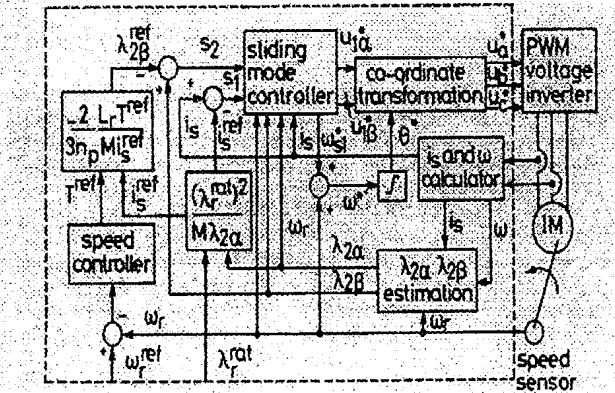 λ2β^ref
s2
sliding
mode
controller
u1α*
co-ordinate
transformation
ua*
ub*
uc*
PWM
voltage
inverter
s1
is
is^ref
is
ωsl*
u1β*
θ*
-2/3np LrT^ref/Mis^ref
T^ref
is^ref
(λr^rat)²/Mλ2α
ωr
ω*
∫
is and ω
calculator
IM
speed
controller
λ2α
λ2β
is
ω
λ2α λ2β
estimation
ωr
ωr
ωr^ref
λr^rat
speed
sensor